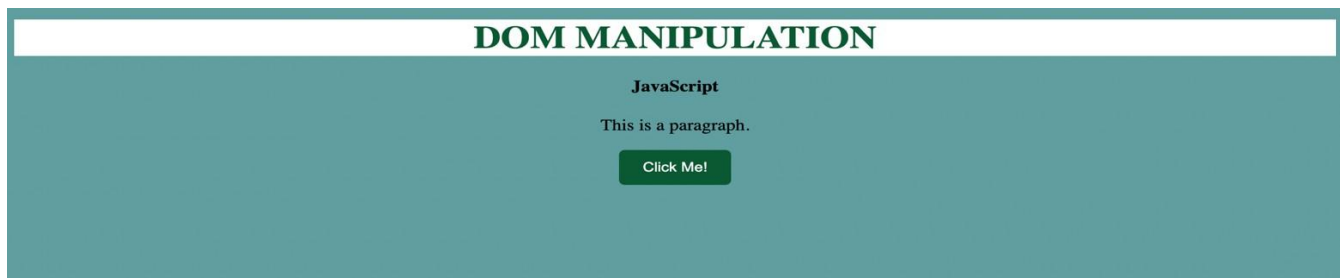 DOM MANIPULATION
JavaScript
This is a paragraph.
Click Me!